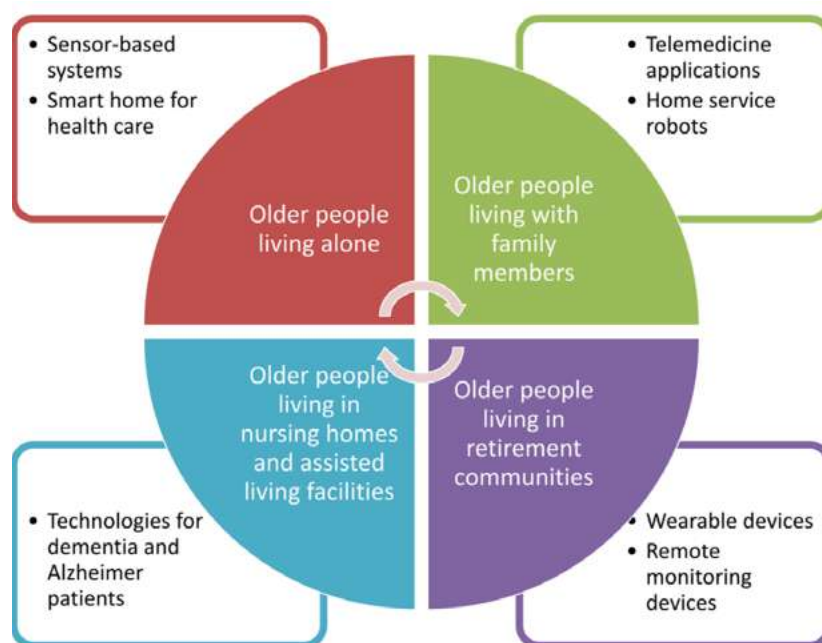 • Sensor-based
systems
• Smart home for
health care
• Telemedicine
applications
• Home service
robots
Older people
living alone
Older people
living with
family
members
Older people
living in
nursing homes
and assisted
living facilities
Older people
living in
retirement
communities
• Technologies for
dementia and
Alzheimer
patients
• Wearable devices
• Remote
monitoring
devices